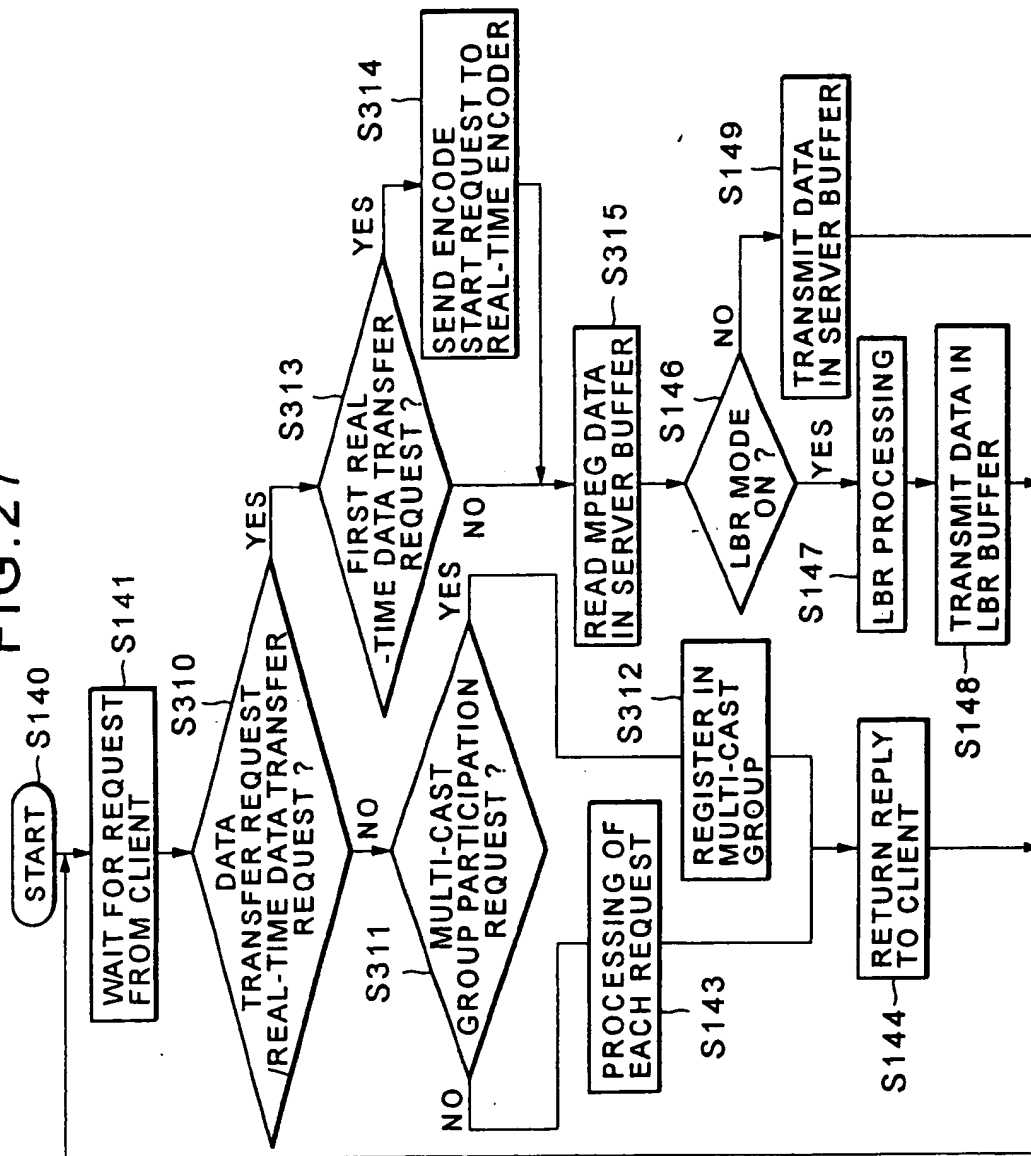 FIG.27
START
S140
WAIT FOR REQUEST
FROM CLIENT
S141
DATA
TRANSFER REQUEST
/REAL-TIME DATA TRANSFER
REQUEST ?
S310
YES
NO
FIRST REAL
-TIME DATA TRANSFER
REQUEST ?
S313
YES
NO
SEND ENCODE
START REQUEST TO
REAL-TIME ENCODER
S314
MULTI-CAST
GROUP PARTICIPATION
REQUEST ?
S311
YES
NO
READ MPEG DATA
IN SERVER BUFFER
S315
PROCESSING OF
EACH REQUEST
S143
REGISTER IN
MULTI-CAST
GROUP
S312
LBR MODE
ON ?
S146
NO
YES
TRANSMIT DATA
IN SERVER BUFFER
S149
LBR PROCESSING
S147
RETURN REPLY
TO CLIENT
S144
TRANSMIT DATA IN
LBR BUFFER
S148